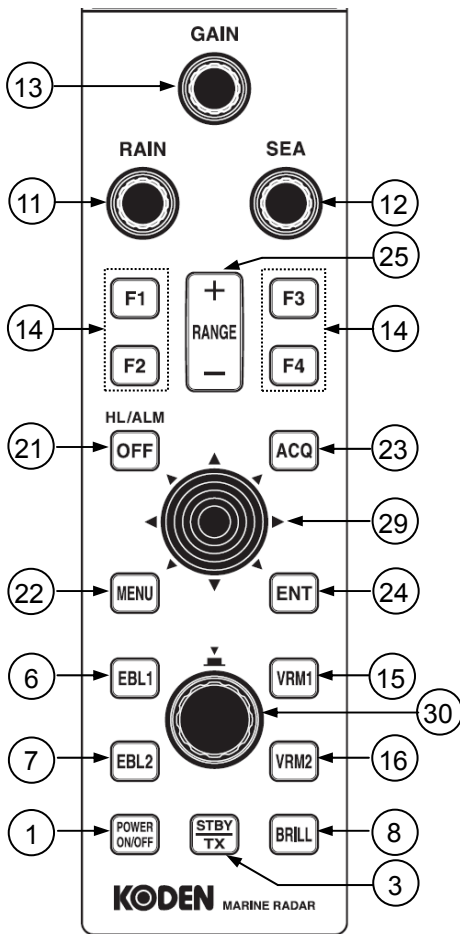 GAIN
13
RAIN SEA
11 12
25
F1 + F3
14 RANGE 14
F2 − F4
HL/ALM
21 OFF ACQ 23
29
22 MENU ENT 24
6 EBL1 VRM1 15
30
7 EBL2 VRM2 16
1 POWER ON/OFF STBY TX BRILL 8
3
KODEN MARINE RADAR